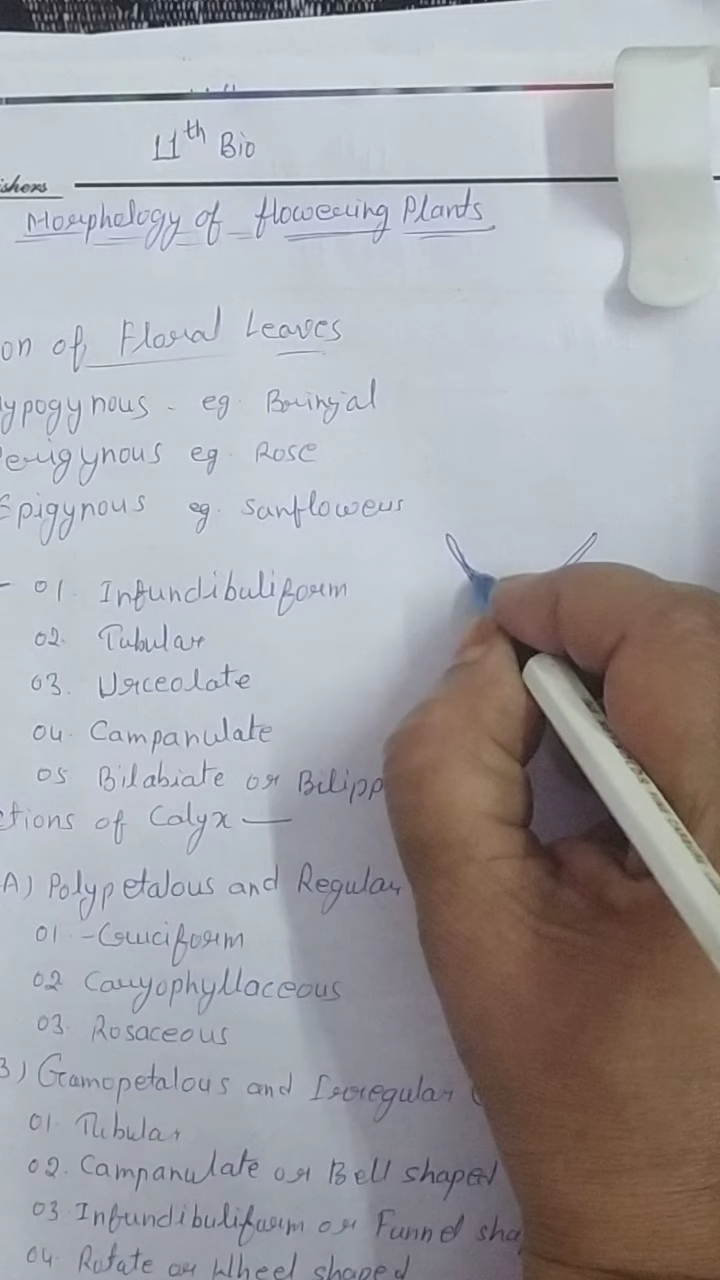 11th Bio
ishers
Morphology of flowering Plants
on of Floral Leaves
ypogynous - eg. Brinjal
erigynous eg. Rose
Epigynous eg. Sanflowers
- 01. Infundibuliform
02. Tubular
03. Urceolate
04. Campanulate
05 Bilabiate or Bilipp
ctions of Calyx —
A) Polypetalous and Regular
01 - Cruciform
02 Caryophyllaceous
03. Rosaceous
B) Gamopetalous and Irregular
01. Tubular
02. Campanulate or Bell shaped
03 Infundibuliform or Funnel sha
04. Rotate or Wheel shaped